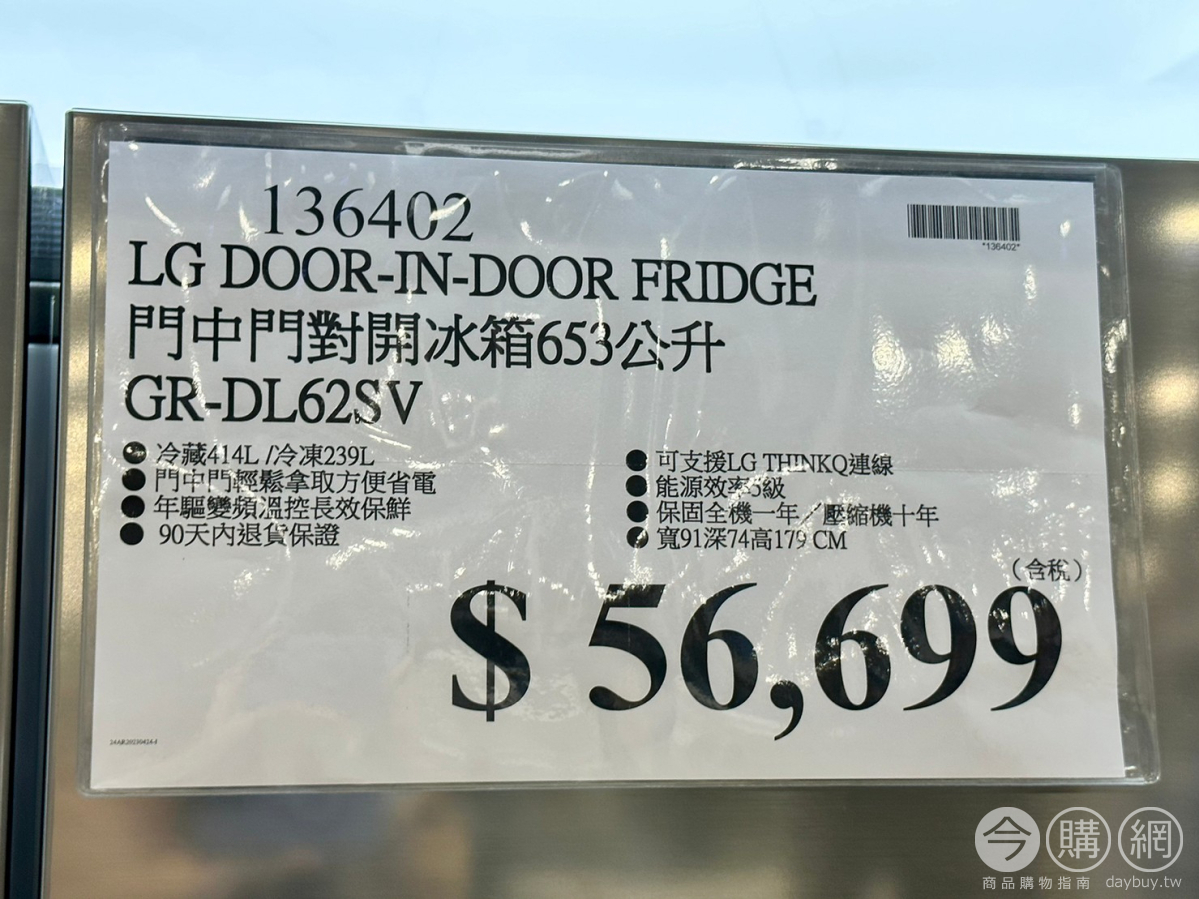 136402
*136402*
LG DOOR-IN-DOOR FRIDGE
門中門對開冰箱653公升
GR-DL62SV
● 冷藏414L /冷凍239L
● 門中門輕鬆拿取方便省電
● 年驅變頻溫控長效保鮮
● 90天內退貨保證
● 可支援LG THINKQ連線
● 能源效率5級
● 保固全機一年／壓縮機十年
● 寬91深74高179 CM
(含稅)
$ 56,699
今購網
商品購物指南 daybuy.tw